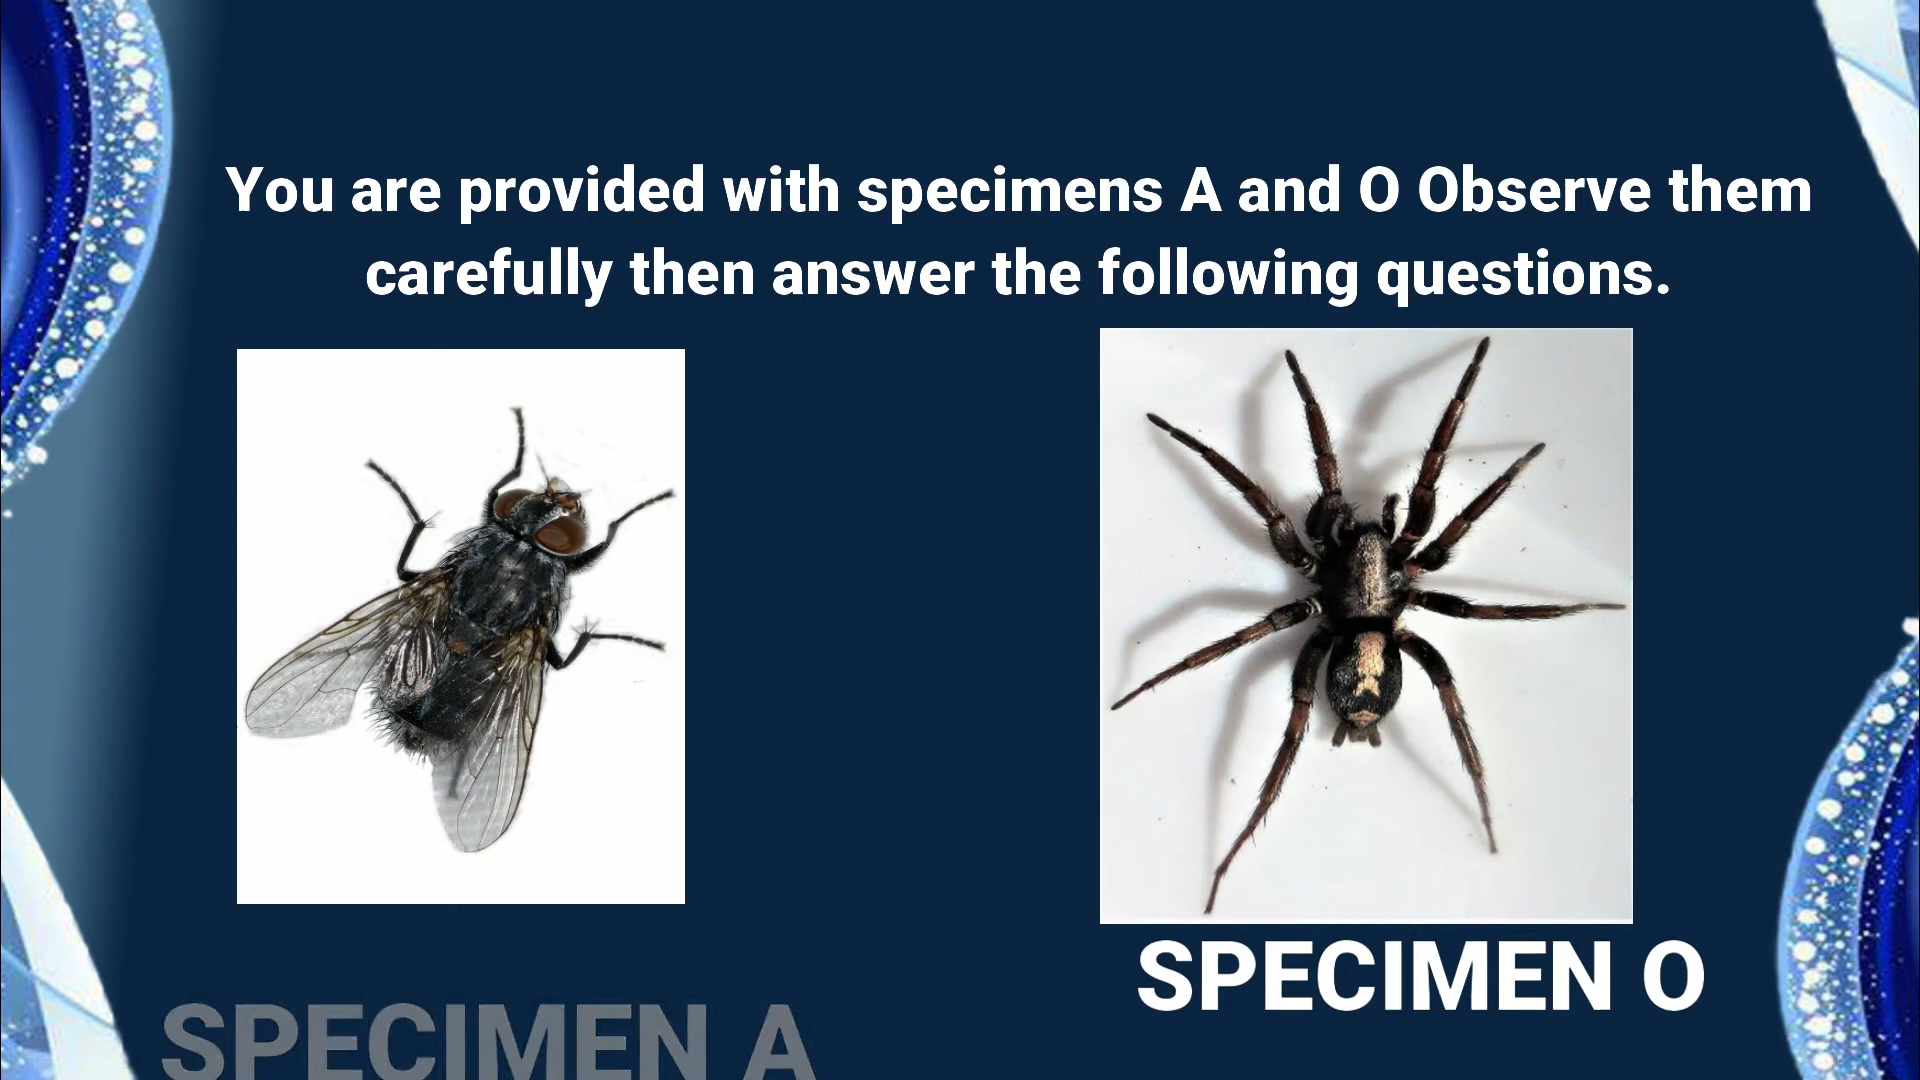 You are provided with specimens A and O Observe them
carefully then answer the following questions.
SPECIMEN O
SPECIMEN A